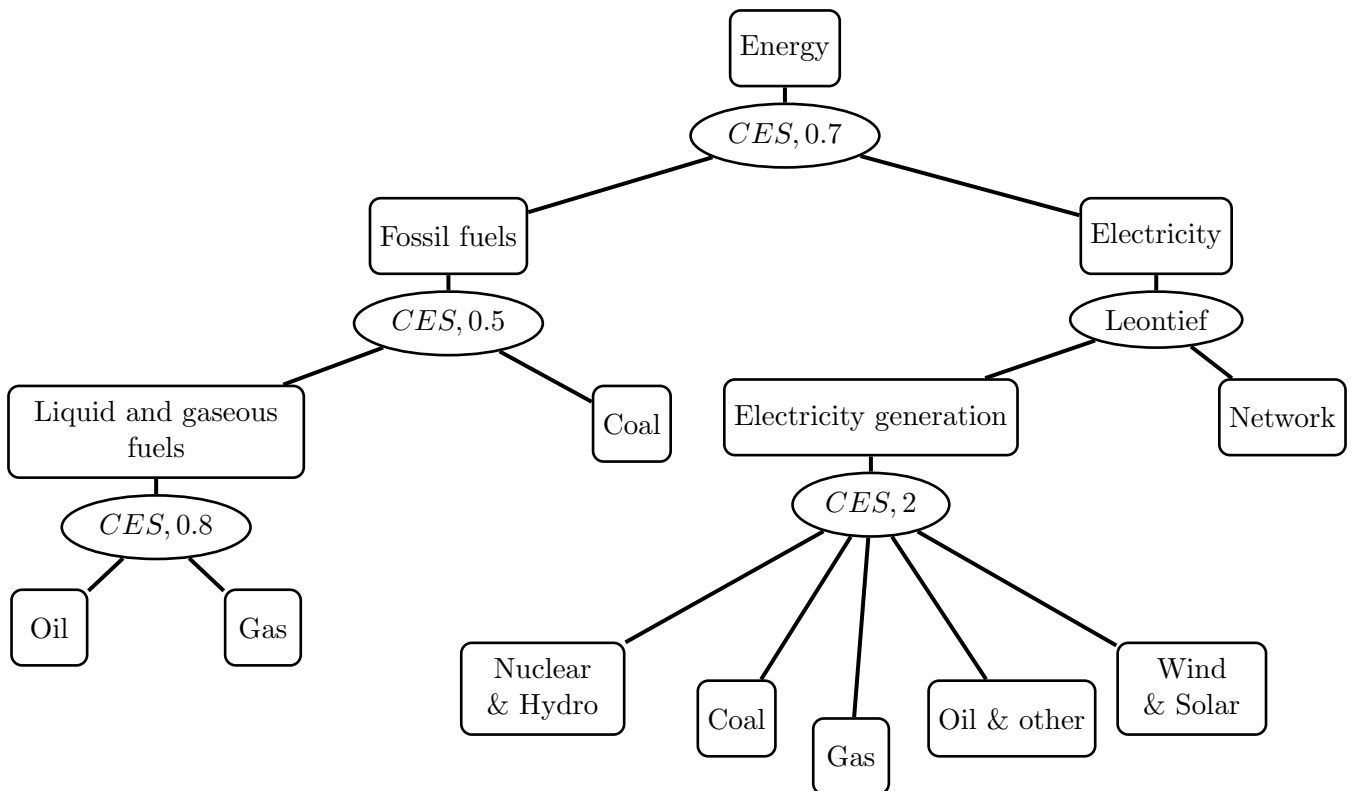 Energy
CES, 0.7
Fossil fuels
Electricity
CES, 0.5
Leontief
Liquid and gaseous
fuels
Coal
Electricity generation
Network
CES, 2
CES, 0.8
Oil
Gas
Nuclear
& Hydro
Coal
Gas
Oil & other
Wind
& Solar